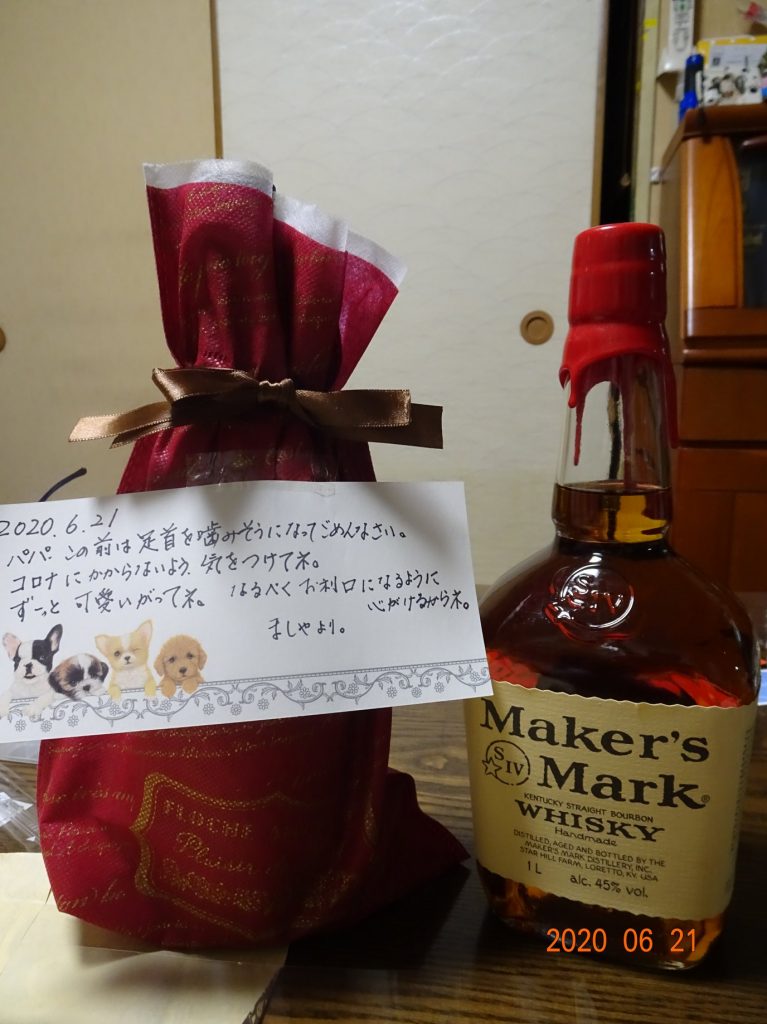 2020.6.21
パパ この前は足首を噛みそうになってごめんなさい。
コロナにかからないよう気をつけてネ。
ずーっと可愛いがってネ。 なるべくお利口になるように
心がけるからネ。
ましゃより。
SIV
Maker's
SIV Mark®
KENTUCKY STRAIGHT BOURBON
WHISKY
Handmade
DISTILLED, AGED AND BOTTLED BY THE
MAKER'S MARK DISTILLERY, INC.
STAR HILL FARM, LORETTO, KY. USA
1 L alc. 45% vol.
2020 06 21